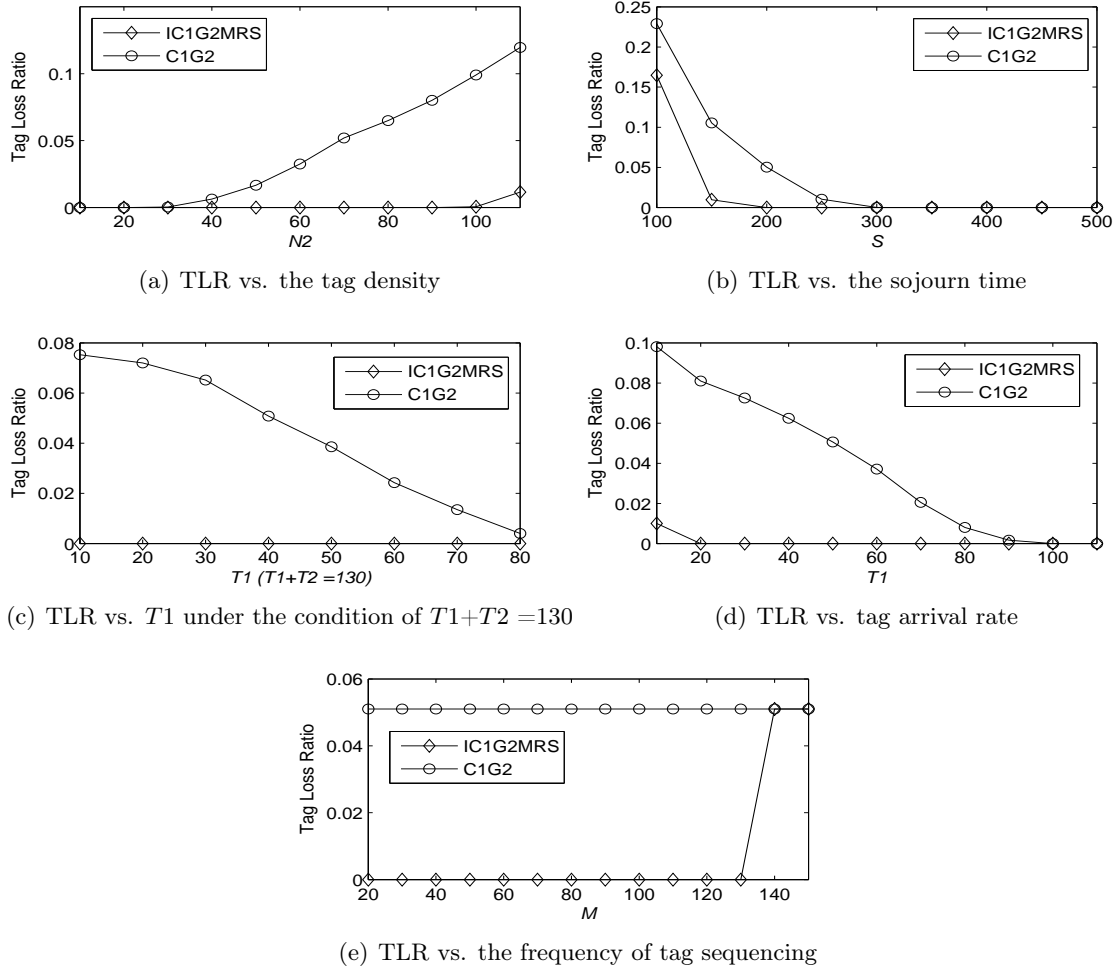 IC1G2MRS
C1G2
Tag Loss Ratio
0.1
0.05
0
20 40 60 80 100
N2
(a) TLR vs. the tag density
IC1G2MRS
C1G2
Tag Loss Ratio
0.25
0.20
0.15
0.10
0.05
0
100 200 300 400 500
S
(b) TLR vs. the sojourn time
IC1G2MRS
C1G2
Tag Loss Ratio
0.08
0.06
0.04
0.02
0
10 20 30 40 50 60 70 80
T1 (T1+T2 =130)
(c) TLR vs. T1 under the condition of T1+T2 =130
IC1G2MRS
C1G2
Tag Loss Ratio
0.1
0.08
0.06
0.04
0.02
0
20 40 60 80 100
T1
(d) TLR vs. tag arrival rate
IC1G2MRS
C1G2
Tag Loss Ratio
0.06
0.04
0.02
0
20 40 60 80 100 120 140
M
(e) TLR vs. the frequency of tag sequencing